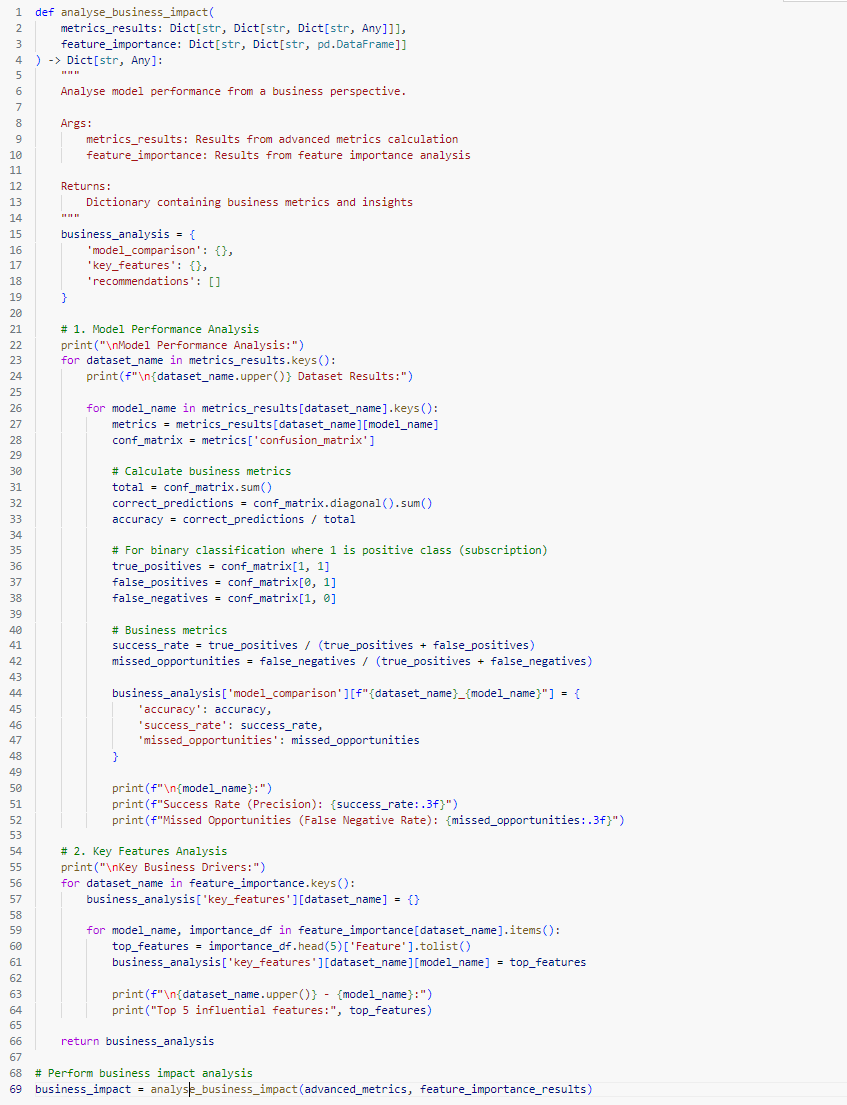 1 def analyse_business_impact(
2     metrics_results: Dict[str, Dict[str, Dict[str, Any]]],
3     feature_importance: Dict[str, Dict[str, pd.DataFrame]]
4 ) -> Dict[str, Any]:
5     """
6     Analyse model performance from a business perspective.
7
8     Args:
9         metrics_results: Results from advanced metrics calculation
10         feature_importance: Results from feature importance analysis
11
12     Returns:
13         Dictionary containing business metrics and insights
14     """
15     business_analysis = {
16         'model_comparison': {},
17         'key_features': {},
18         'recommendations': []
19     }
20
21     # 1. Model Performance Analysis
22     print("\nModel Performance Analysis:")
23     for dataset_name in metrics_results.keys():
24         print(f"\n{dataset_name.upper()} Dataset Results:")
25
26         for model_name in metrics_results[dataset_name].keys():
27             metrics = metrics_results[dataset_name][model_name]
28             conf_matrix = metrics['confusion_matrix']
29
30             # Calculate business metrics
31             total = conf_matrix.sum()
32             correct_predictions = conf_matrix.diagonal().sum()
33             accuracy = correct_predictions / total
34
35             # For binary classification where 1 is positive class (subscription)
36             true_positives = conf_matrix[1, 1]
37             false_positives = conf_matrix[0, 1]
38             false_negatives = conf_matrix[1, 0]
39
40             # Business metrics
41             success_rate = true_positives / (true_positives + false_positives)
42             missed_opportunities = false_negatives / (true_positives + false_negatives)
43
44             business_analysis['model_comparison'][f"{dataset_name}_{model_name}"] = {
45                 'accuracy': accuracy,
46                 'success_rate': success_rate,
47                 'missed_opportunities': missed_opportunities
48             }
49
50             print(f"\n{model_name}:")
51             print(f"Success Rate (Precision): {success_rate:.3f}")
52             print(f"Missed Opportunities (False Negative Rate): {missed_opportunities:.3f}")
53
54     # 2. Key Features Analysis
55     print("\nKey Business Drivers:")
56     for dataset_name in feature_importance.keys():
57         business_analysis['key_features'][dataset_name] = {}
58
59         for model_name, importance_df in feature_importance[dataset_name].items():
60             top_features = importance_df.head(5)['Feature'].tolist()
61             business_analysis['key_features'][dataset_name][model_name] = top_features
62
63             print(f"\n{dataset_name.upper()} - {model_name}:")
64             print("Top 5 influential features:", top_features)
65
66     return business_analysis
67
68 # Perform business impact analysis
69 business_impact = analyse_business_impact(advanced_metrics, feature_importance_results)